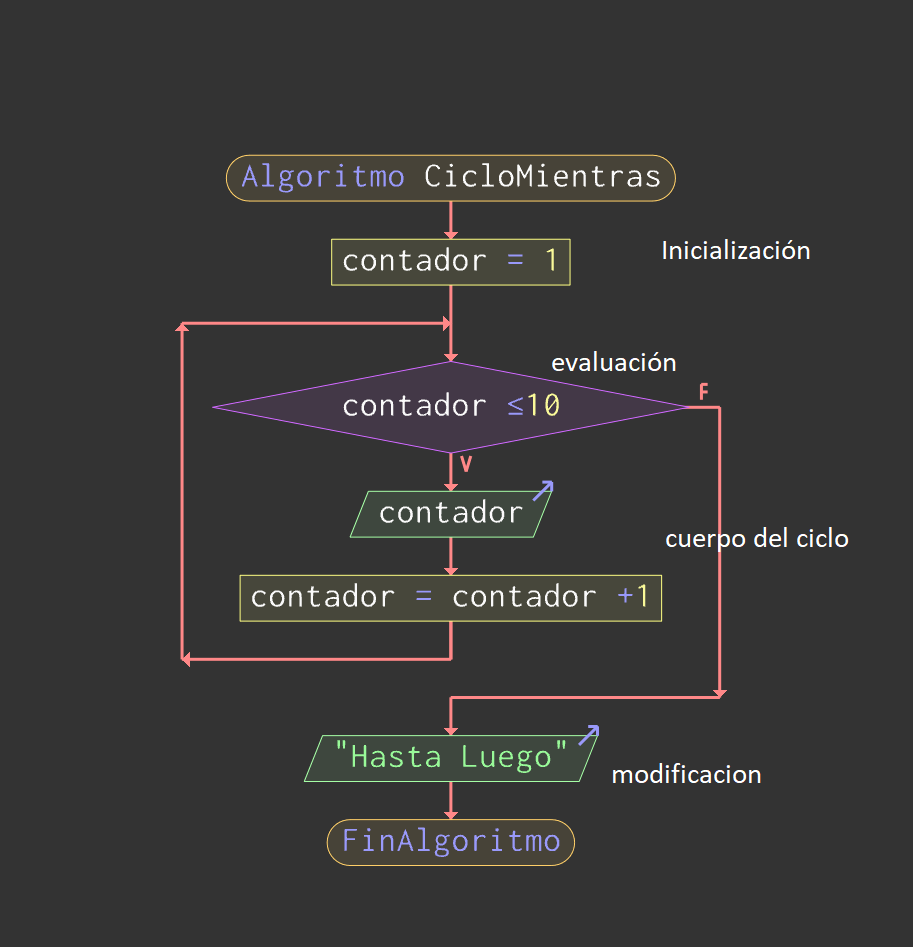 Algoritmo CicloMientras
contador = 1
Inicialización
evaluación
contador ≤10
F
V
contador
cuerpo del ciclo
contador = contador +1
"Hasta Luego"
modificacion
FinAlgoritmo